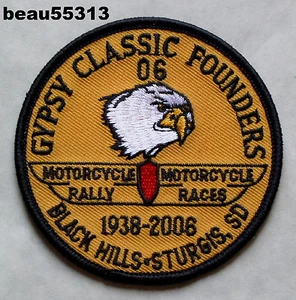 beau55313
GYPSY CLASSIC FOUNDERS
06
MOTORCYCLE MOTORCYCLE
RALLY RACES
1938-2006
BLACK HILLS-STURGIS, SD